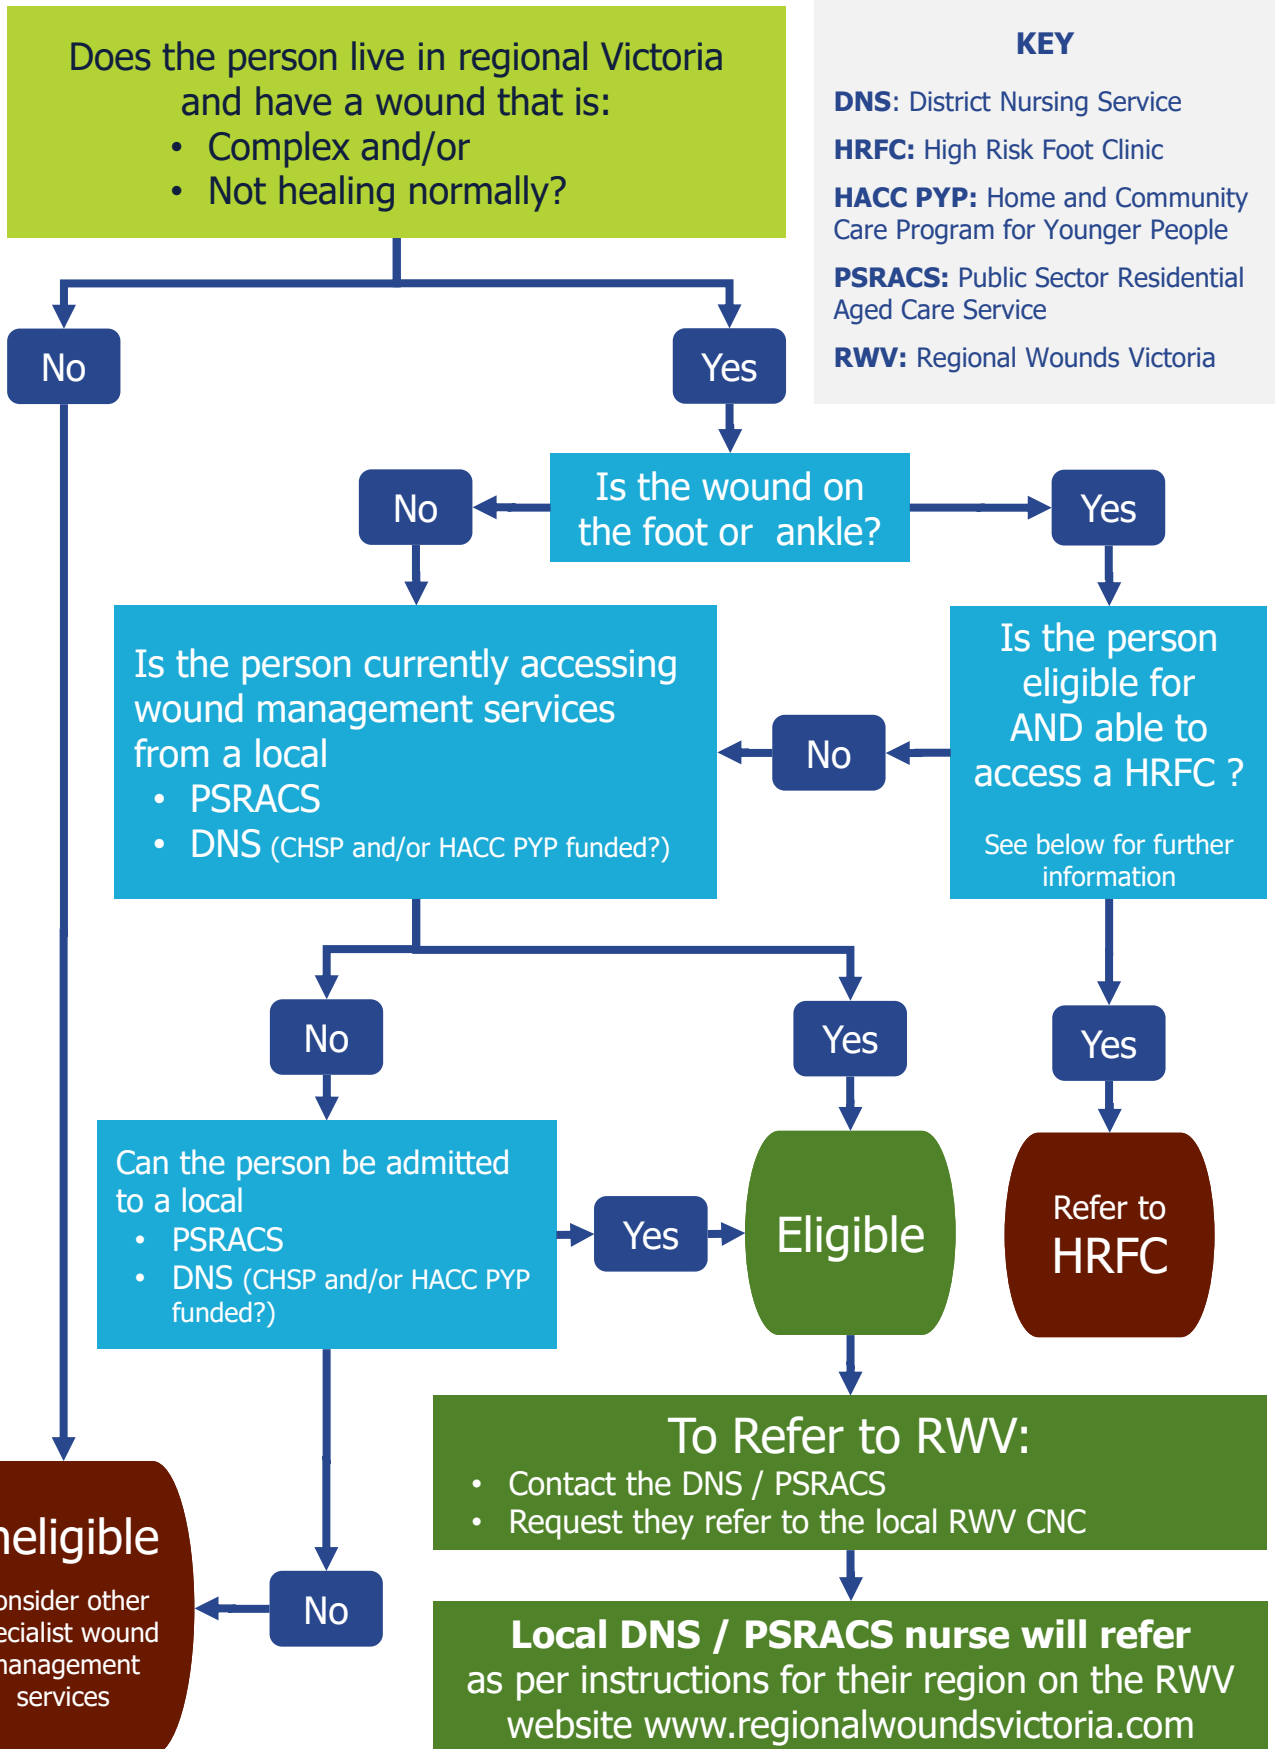 Does the person live in regional Victoria
and have a wound that is:
• Complex and/or
• Not healing normally?
KEY
DNS: District Nursing Service
HRFC: High Risk Foot Clinic
HACC PYP: Home and Community
Care Program for Younger People
PSRACS: Public Sector Residential
Aged Care Service
RWV: Regional Wounds Victoria
No
Yes
No
Is the wound on
the foot or ankle?
Yes
Is the person currently accessing
wound management services
from a local
• PSRACS
• DNS (CHSP and/or HACC PYP funded?)
No
Is the person
eligible for
AND able to
access a HRFC ?
See below for further
information
No
Yes
Yes
Can the person be admitted
to a local
• PSRACS
• DNS (CHSP and/or HACC PYP
funded?)
Yes
Eligible
Refer to
HRFC
To Refer to RWV:
• Contact the DNS / PSRACS
• Request they refer to the local RWV CNC
neligible
onsider other
ecialist wound
nanagement
services
No
Local DNS / PSRACS nurse will refer
as per instructions for their region on the RWV
website www.regionalwoundsvictoria.com